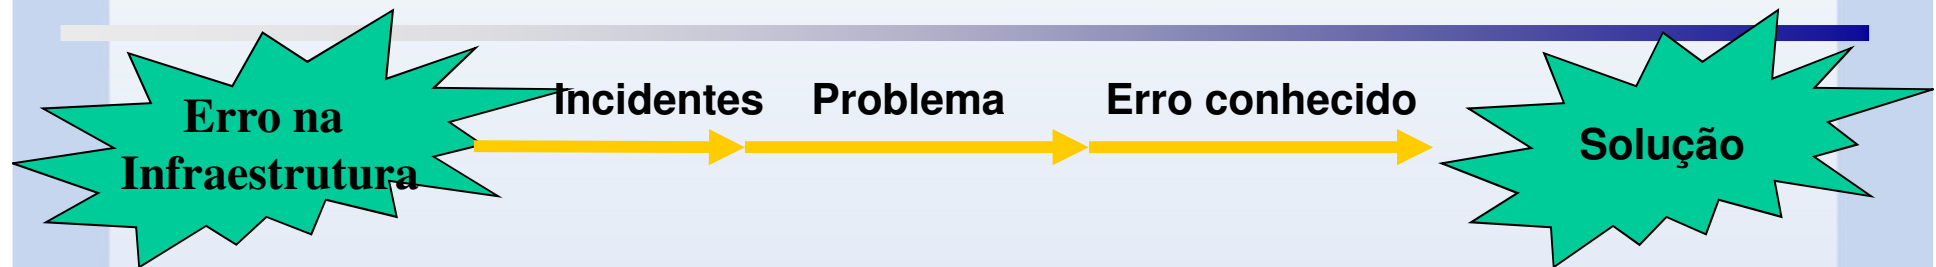 Erro na
Infraestrutura
Incidentes
Problema
Erro conhecido
Solução